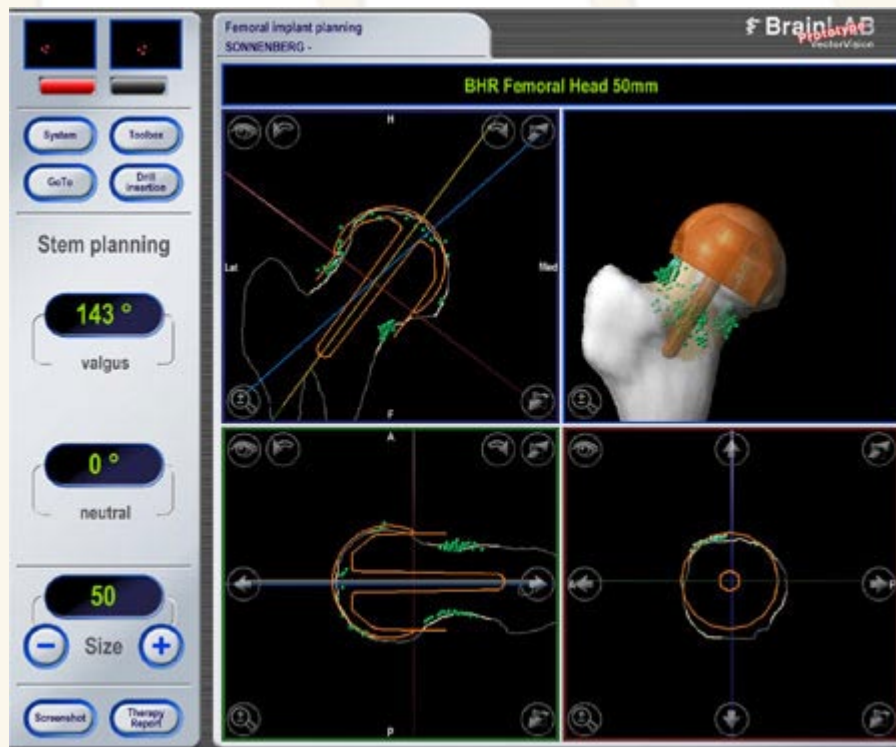 Femoral implant planning
SONNENBERG -
BrainLAB
Prototype
VectorVision
BHR Femoral Head 50mm
System
Toolbox
GoTo
Drill
insertion
Stem planning
143 °
valgus
0 °
neutral
50
Size
Screenshot
Therapy
Report
H
Lat
Med
F
A
P